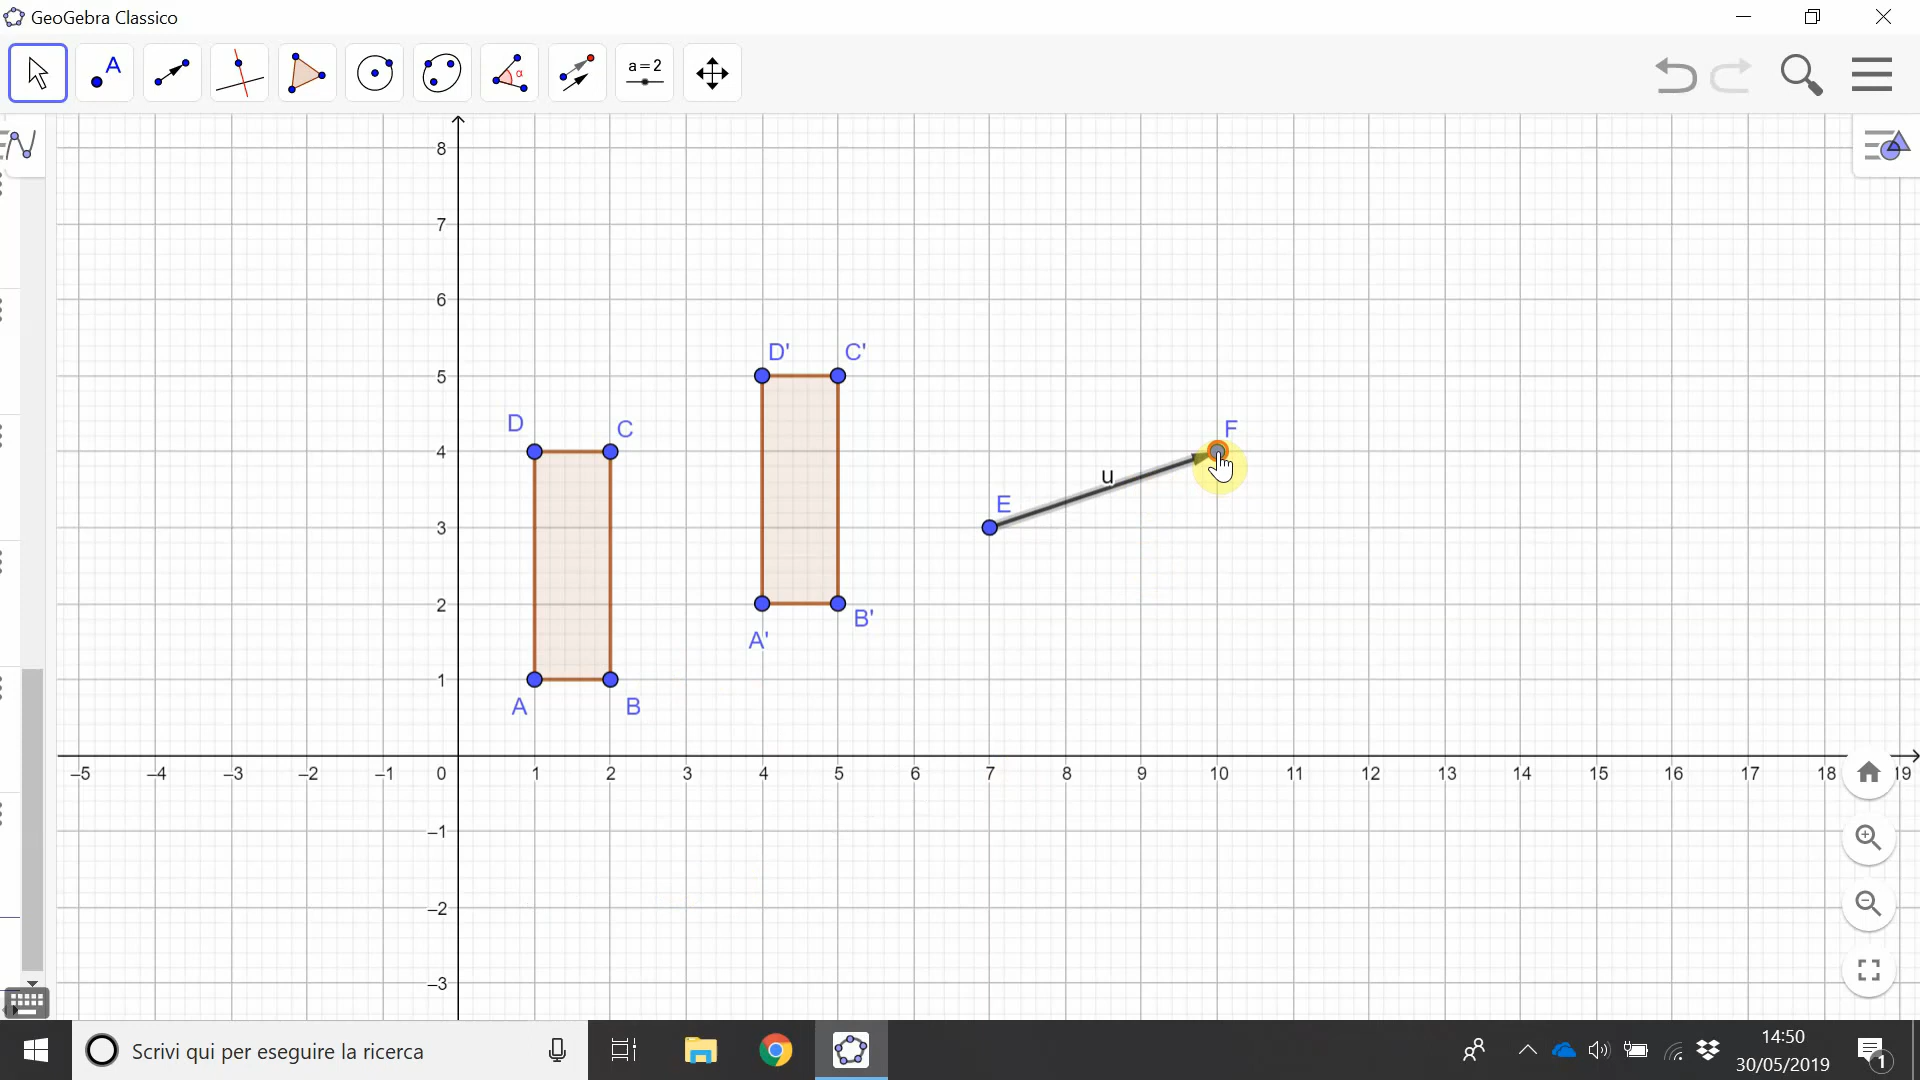 GeoGebra Classico
A
α
a=2
8
7
6
5
4
3
2
1
–1
–2
–3
–5 –4 –3 –2 –1 0 1 2 3 4 5 6 7 8 9 10 11 12 13 14 15 16 17 18 19
D' C'
D C
F
u
E
B'
A'
A B
Scrivi qui per eseguire la ricerca
14:50
30/05/2019
1